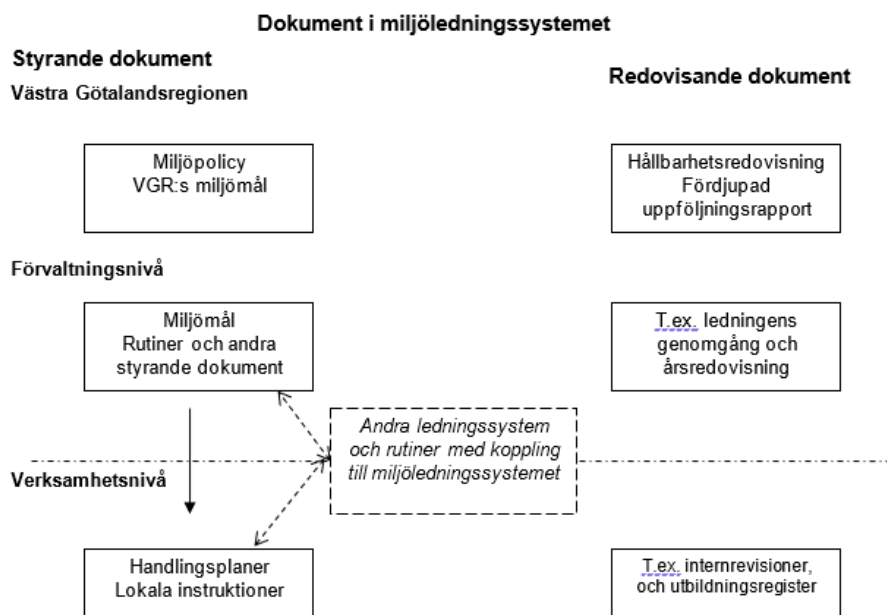 Dokument i miljöledningssystemet
Styrande dokument
Redovisande dokument
Västra Götalandsregionen
Miljöpolicy
VGR:s miljömål
Hållbarhetsredovisning
Fördjupad
uppföljningsrapport
Förvaltningsnivå
Miljömål
Rutiner och andra
styrande dokument
T.ex. ledningens
genomgång och
årsredovisning
Andra ledningssystem
och rutiner med koppling
till miljöledningssystemet
Verksamhetsnivå
Handlingsplaner
Lokala instruktioner
T.ex. internrevisioner,
och utbildningsregister